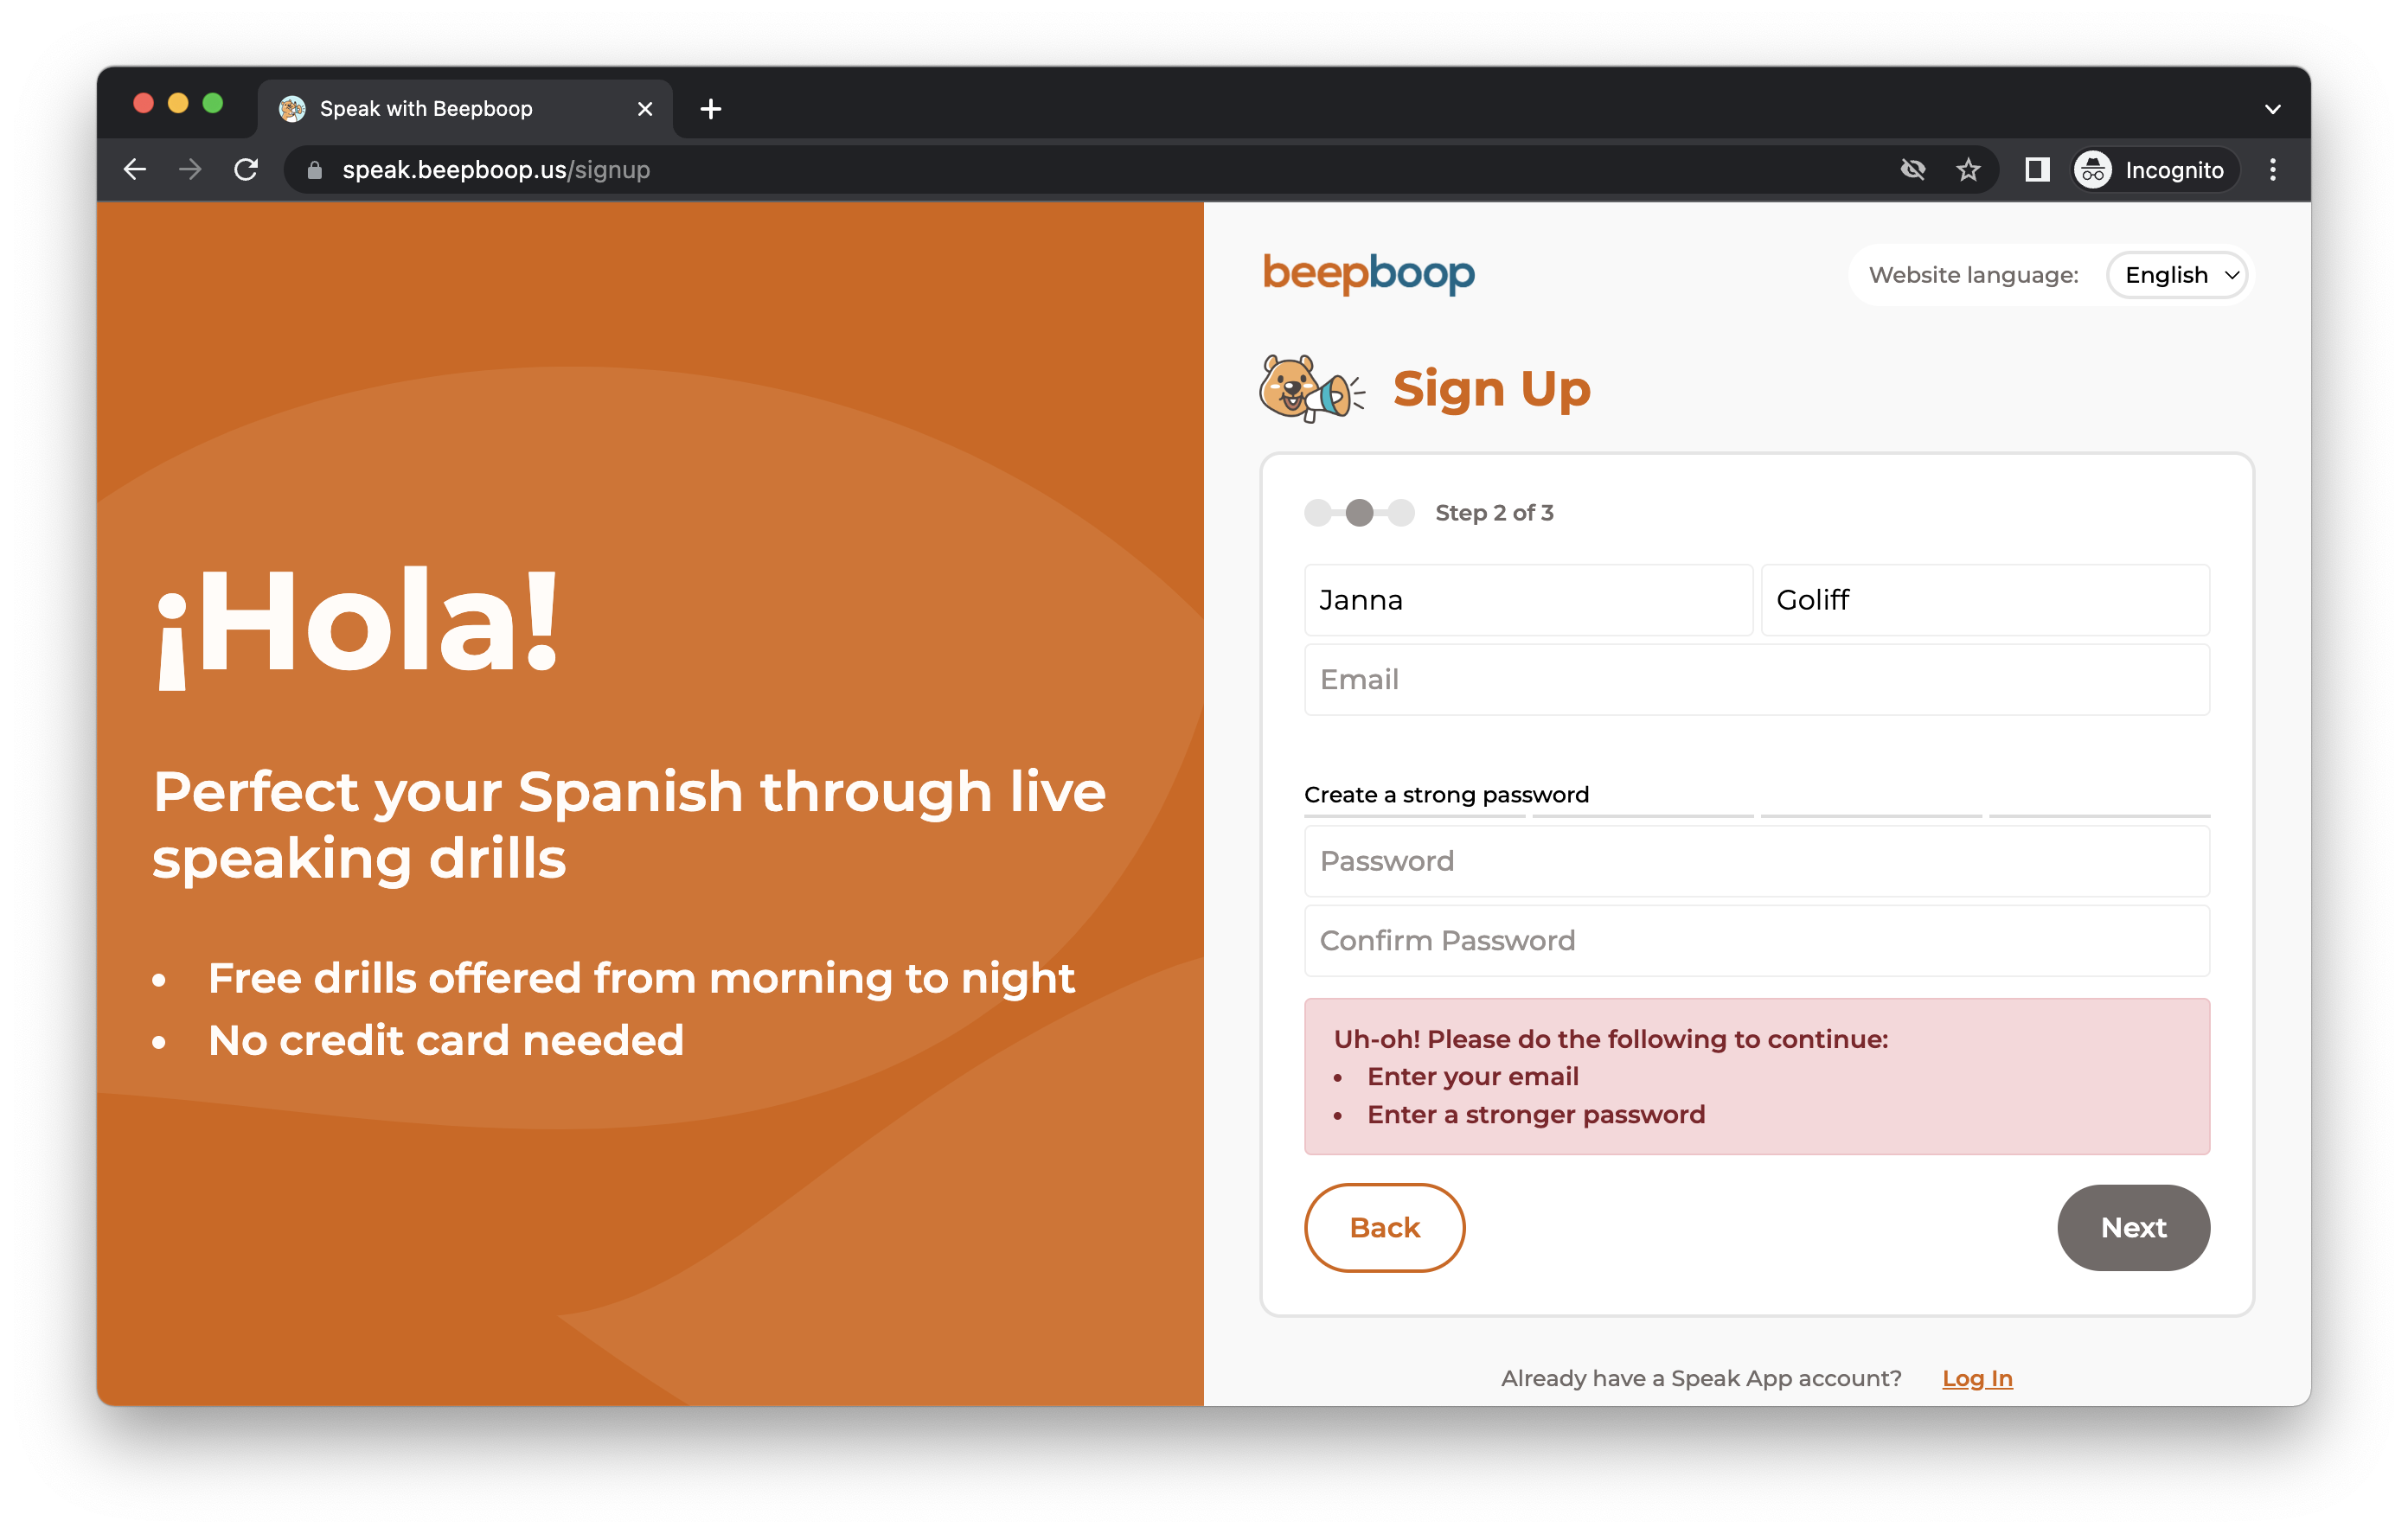 Speak with Beepboop
speak.beepboop.us/signup
Incognito
¡Hola!
Perfect your Spanish through live
speaking drills
• Free drills offered from morning to night
• No credit card needed
beepboop
Website language: English
Sign Up
Step 2 of 3
Janna Goliff
Email
Create a strong password
Password
Confirm Password
Uh-oh! Please do the following to continue:
• Enter your email
• Enter a stronger password
Back Next
Already have a Speak App account? Log In